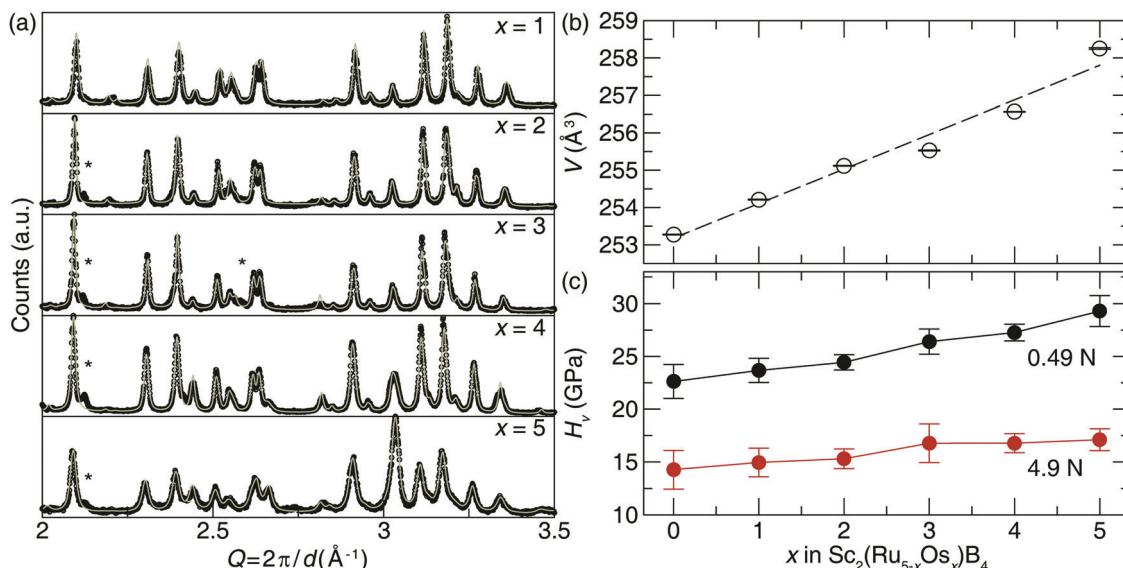 (a)
x = 1
x = 2
*
x = 3
*
*
x = 4
*
x = 5
*
Counts (a.u.)
2
2.5
3
3.5
Q=2π/d(Å⁻¹)
(b)
259
258
257
256
255
254
253
V (Å³)
(c)
30
25
20
15
10
Hᵥ (GPa)
0.49 N
4.9 N
0
1
2
3
4
5
x in Sc₂(Ru₅₋ₓOsₓ)B₄